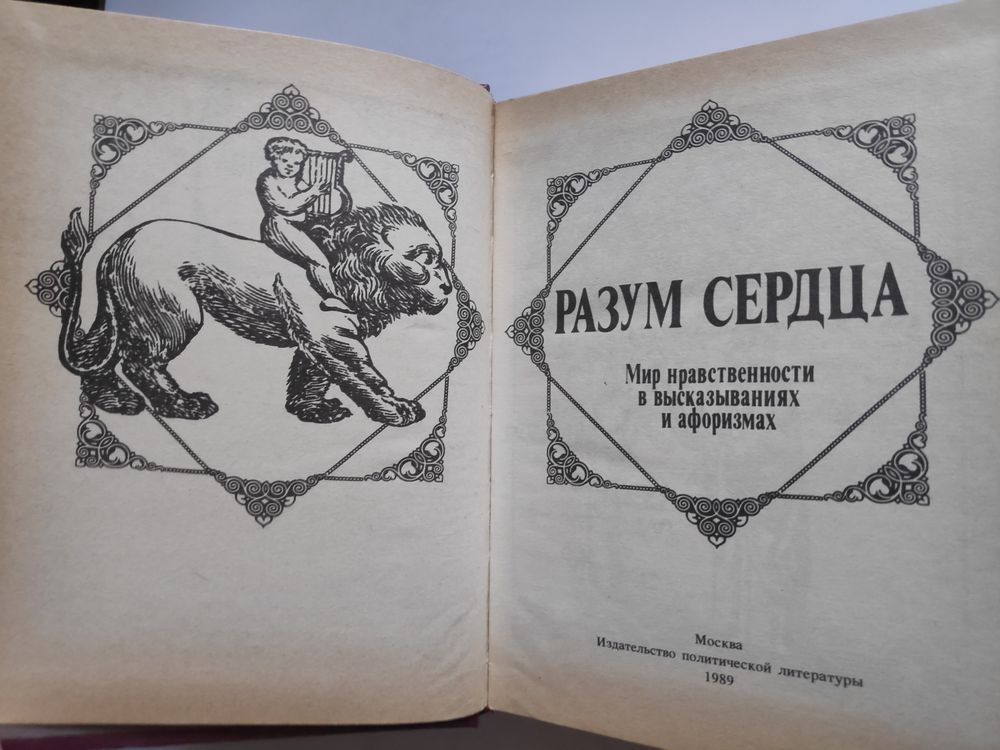 РАЗУМ СЕРДЦА
Мир нравственности
в высказываниях
и афоризмах
Москва
Издательство политической литературы
1989